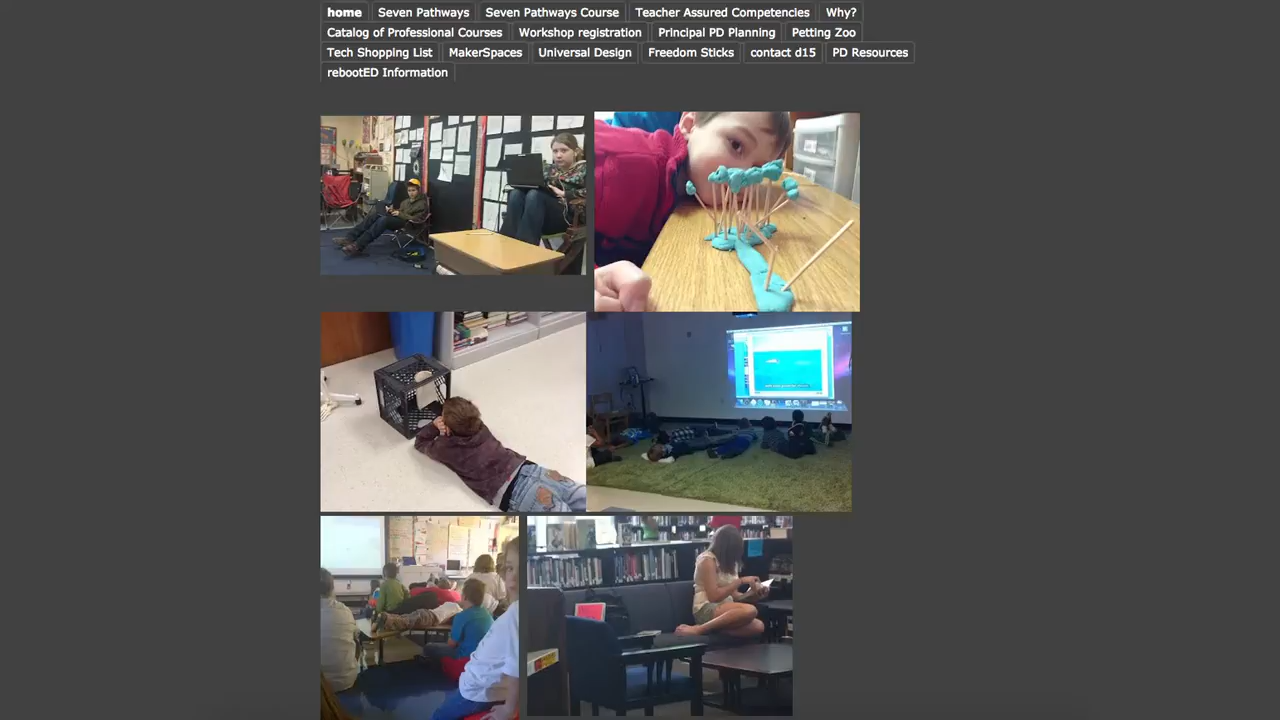 home Seven Pathways Seven Pathways Course Teacher Assured Competencies Why?
Catalog of Professional Courses Workshop registration Principal PD Planning Petting Zoo
Tech Shopping List MakerSpaces Universal Design Freedom Sticks contact d15 PD Resources
rebootED Information